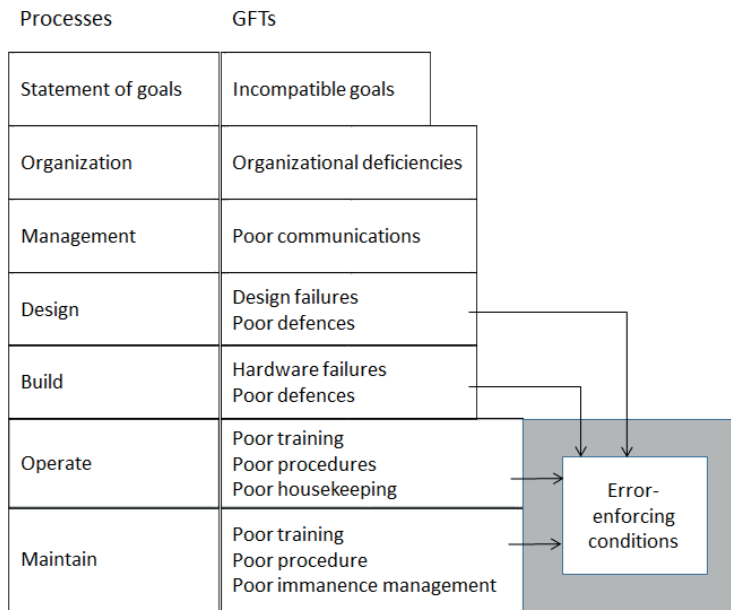 Processes GFTs
Statement of goals Incompatible goals
Organization Organizational deficiencies
Management Poor communications
Design Design failures
Poor defences
Build Hardware failures
Poor defences
Operate Poor training
Poor procedures
Poor housekeeping
Maintain Poor training
Poor procedure
Poor immanence management
Error-
enforcing
conditions